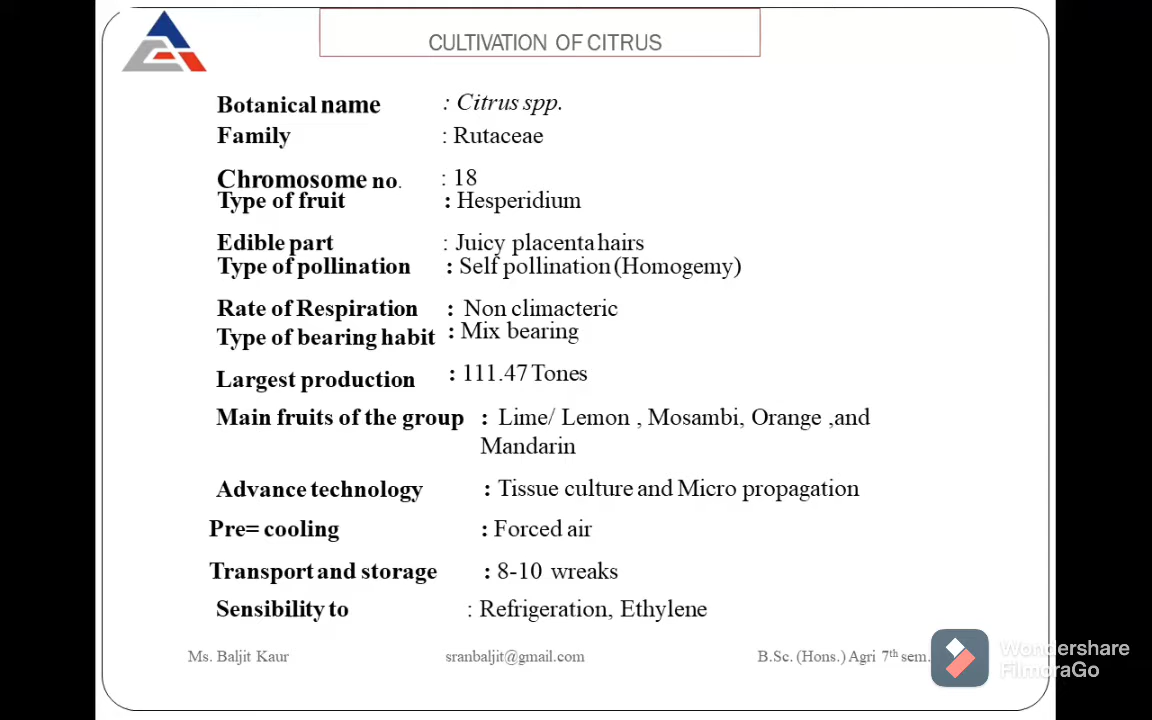 CULTIVATION OF CITRUS
Botanical name : Citrus spp.
Family : Rutaceae
Chromosome no. : 18
Type of fruit : Hesperidium
Edible part : Juicy placenta hairs
Type of pollination : Self pollination (Homogemy)
Rate of Respiration : Non climacteric
Type of bearing habit : Mix bearing
Largest production : 111.47 Tones
Main fruits of the group : Lime/ Lemon , Mosambi, Orange ,and
Mandarin
Advance technology : Tissue culture and Micro propagation
Pre= cooling : Forced air
Transport and storage : 8-10 wreaks
Sensibility to : Refrigeration, Ethylene
Ms. Baljit Kaur sranbaljit@gmail.com B.Sc. (Hons.) Agri 7th sem.
Wondershare
FilmoraGo